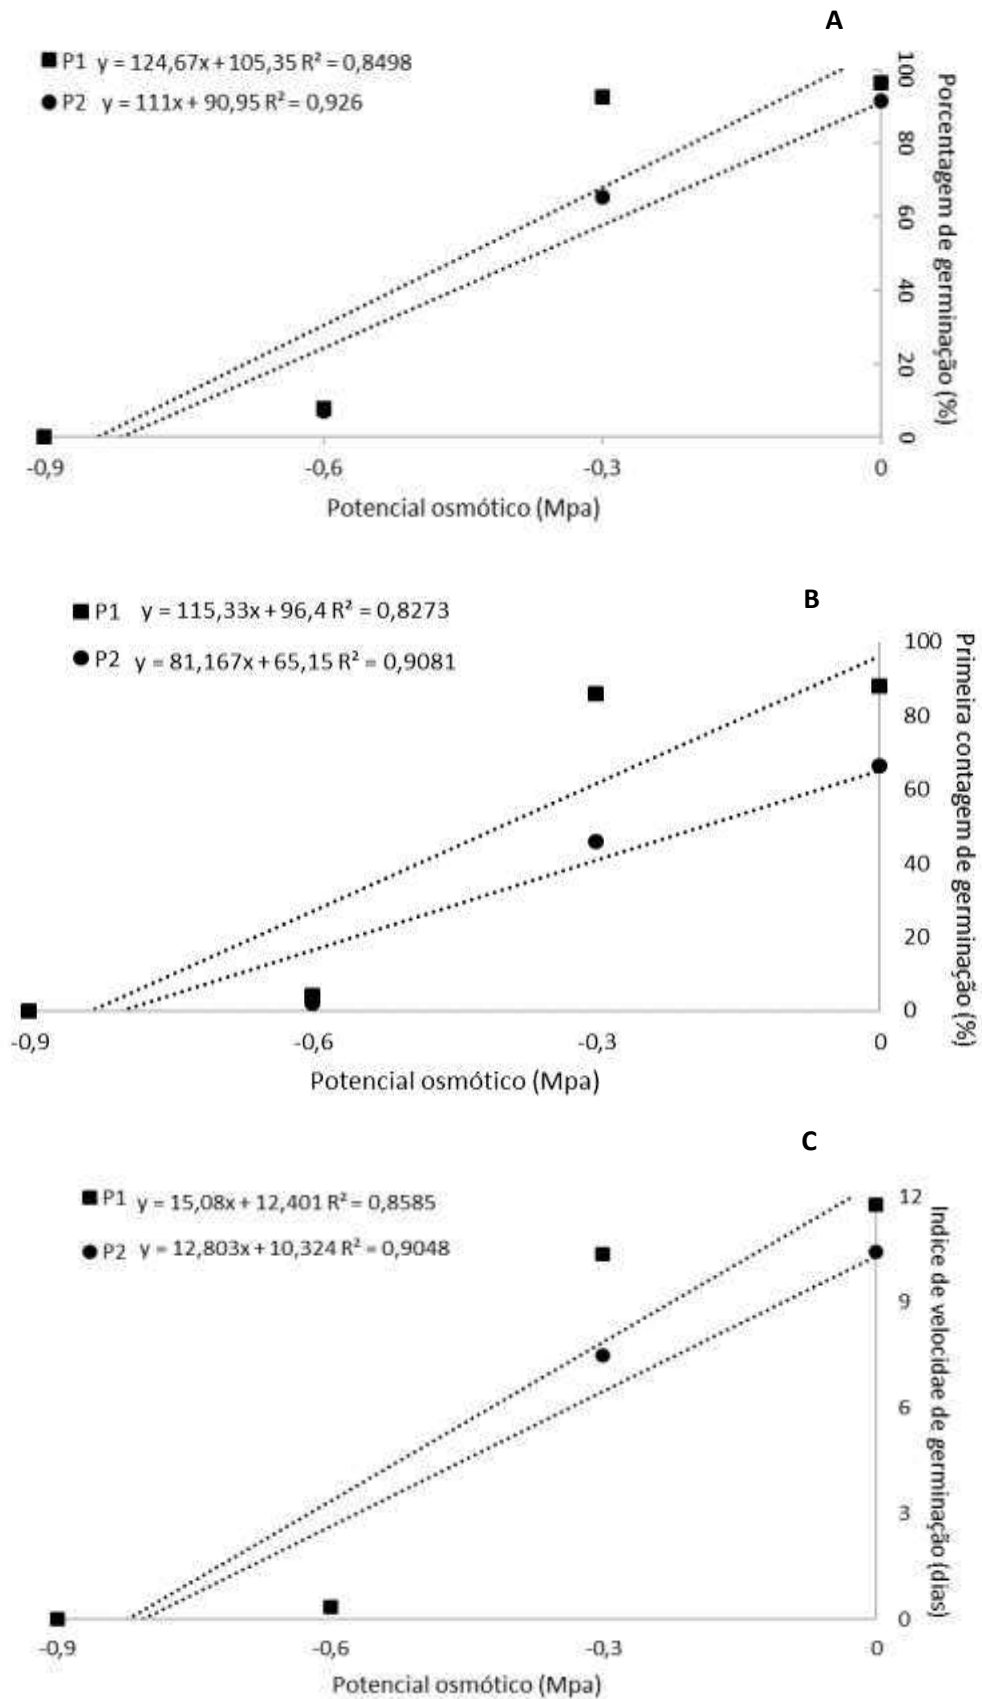 A
P1 y = 124,67x + 105,35 R² = 0,8498
P2 y = 111x + 90,95 R² = 0,926
100
80
60
40
20
0
Porcentagem de germinação (%)
-0,9 -0,6 -0,3 0
Potencial osmótico (Mpa)
B
P1 y = 115,33x + 96,4 R² = 0,8273
P2 y = 81,167x + 65,15 R² = 0,9081
100
80
60
40
20
0
Primeira contagem de germinação (%)
-0,9 -0,6 -0,3 0
Potencial osmótico (Mpa)
C
P1 y = 15,08x + 12,401 R² = 0,8585
P2 y = 12,803x + 10,324 R² = 0,9048
12
9
6
3
0
Indice de velocidae de germinação (dias)
-0,9 -0,6 -0,3 0
Potencial osmótico (Mpa)